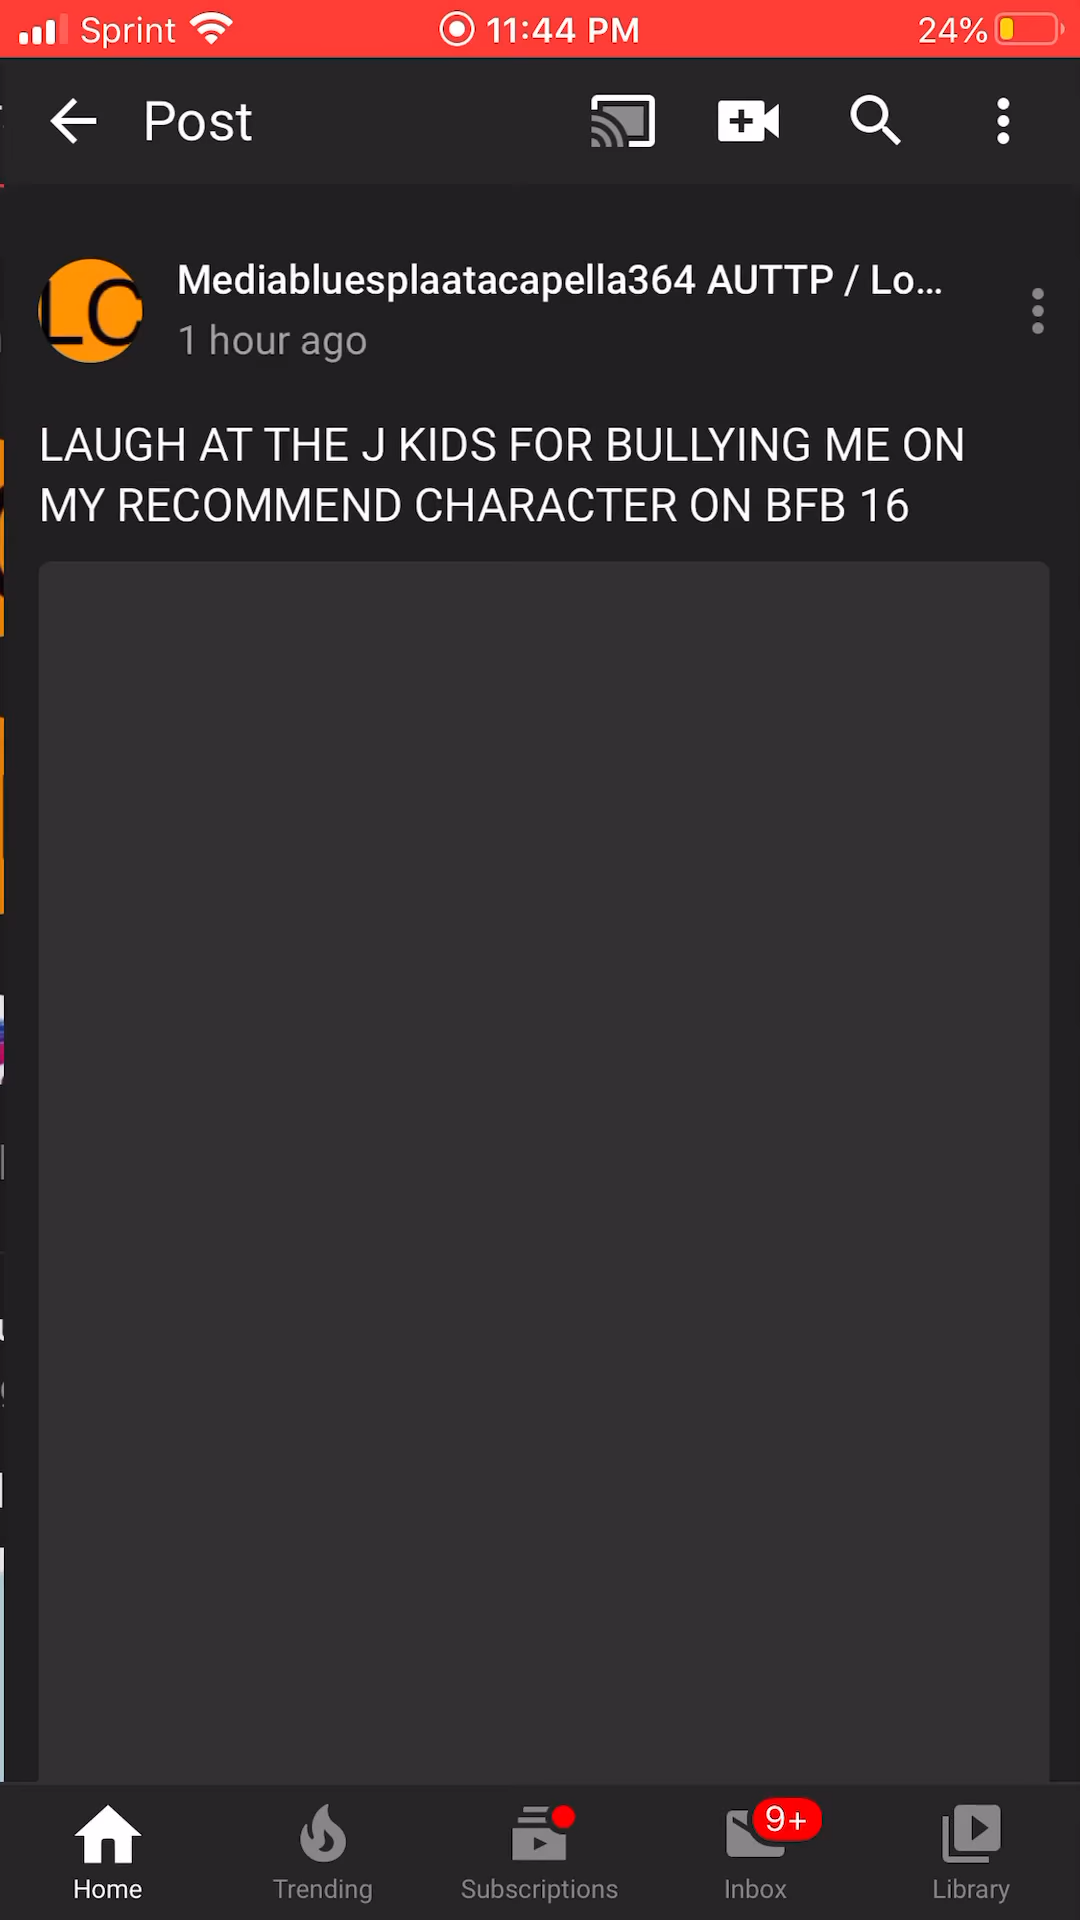 Sprint 11:44 PM 24%
Post
LC
Mediabluesplaatacapella364 AUTTP / Lo...
1 hour ago
LAUGH AT THE J KIDS FOR BULLYING ME ON
MY RECOMMEND CHARACTER ON BFB 16
9+
Home Trending Subscriptions Inbox Library